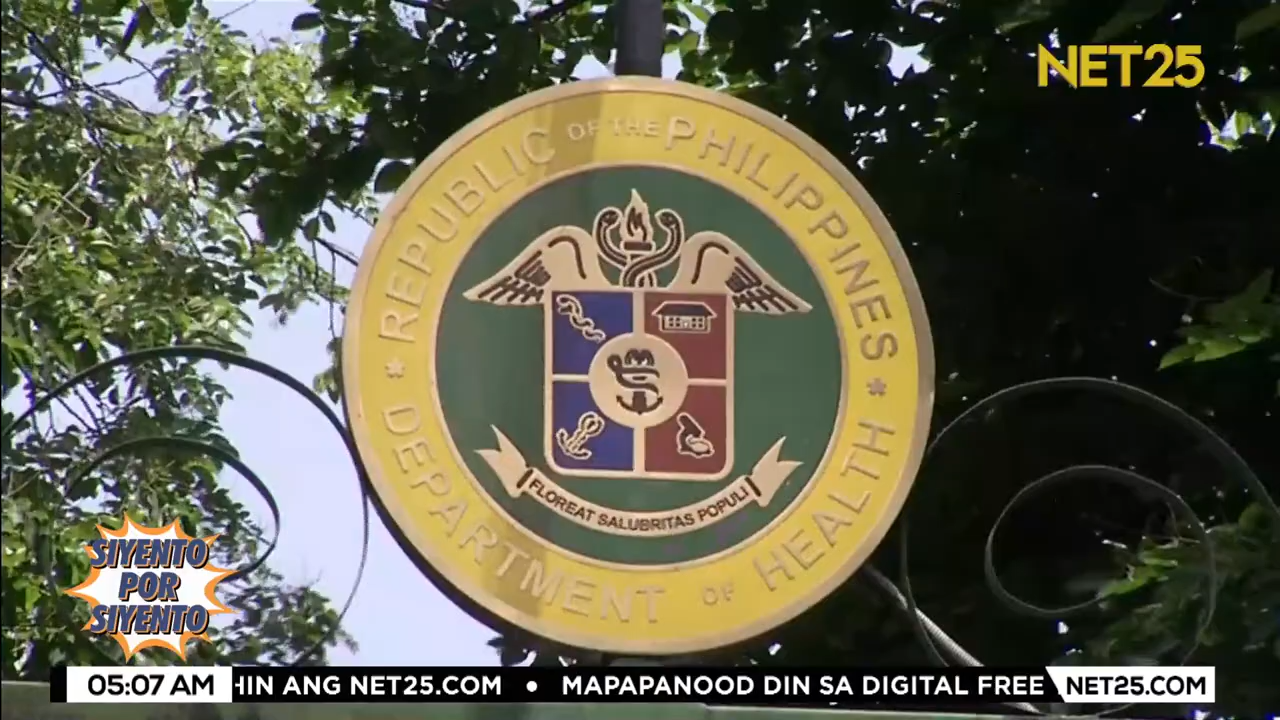 NET25
REPUBLIC OF THE PHILIPPINES
DEPARTMENT OF HEALTH
FLOREAT SALUBRITAS POPULI
SIYENTO
POR
SIYENTO
05:07 AM
HIN ANG NET25.COM • MAPAPANOOD DIN SA DIGITAL FREE
NET25.COM